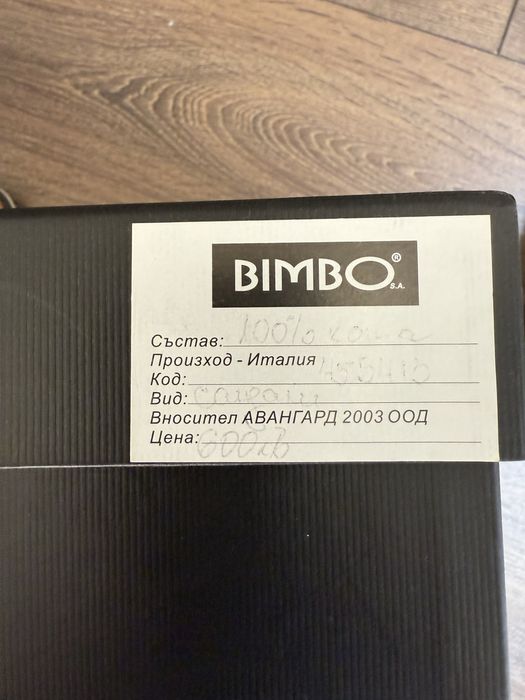 BIMBO® S.A.
Състав: 100% кожа
Произход - Италия
Код:
Вид: сандали
Вносител АВАНГАРД 2003 ООД
Цена: 600лв